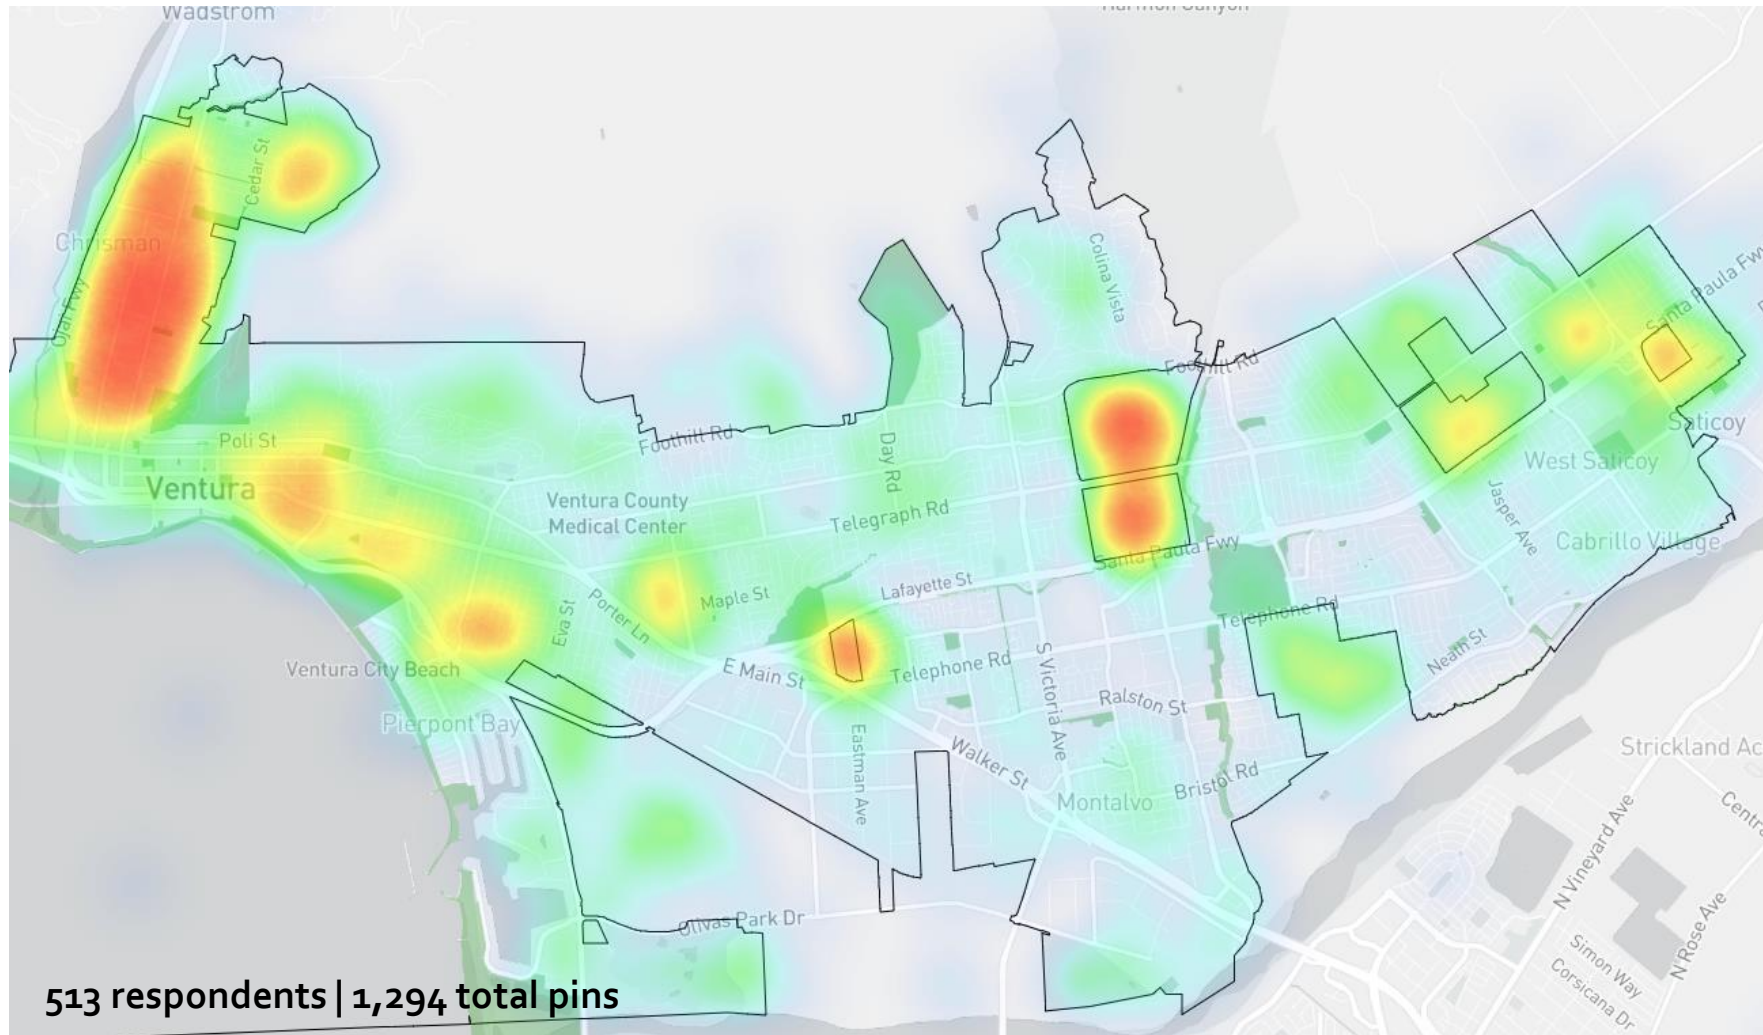 Wadstrom
Harmon Canyon
Cedar St
Chrisman
Ojai Fwy
Colina Vista
Santa Paula Fwy
Foothill Rd
Poli St
Foothill Rd
Day Rd
Saticoy
West Saticoy
Ventura
Ventura County
Medical Center
Telegraph Rd
Jasper Ave
Santa Paula Fwy
Cabrillo Village
Lafayette St
Maple St
Eva St
Porter Ln
Telephone Rd
Neath St
Ventura City Beach
E Main St
Telephone Rd
S Victoria Ave
Ralston St
Pierpont Bay
Eastman Ave
Walker St
Bristol Rd
Montalvo
Strickland Ac
Centra
N Vineyard Ave
Olivas Park Dr
N Rose Ave
Simon Way
Corsicana Dr
513 respondents | 1,294 total pins